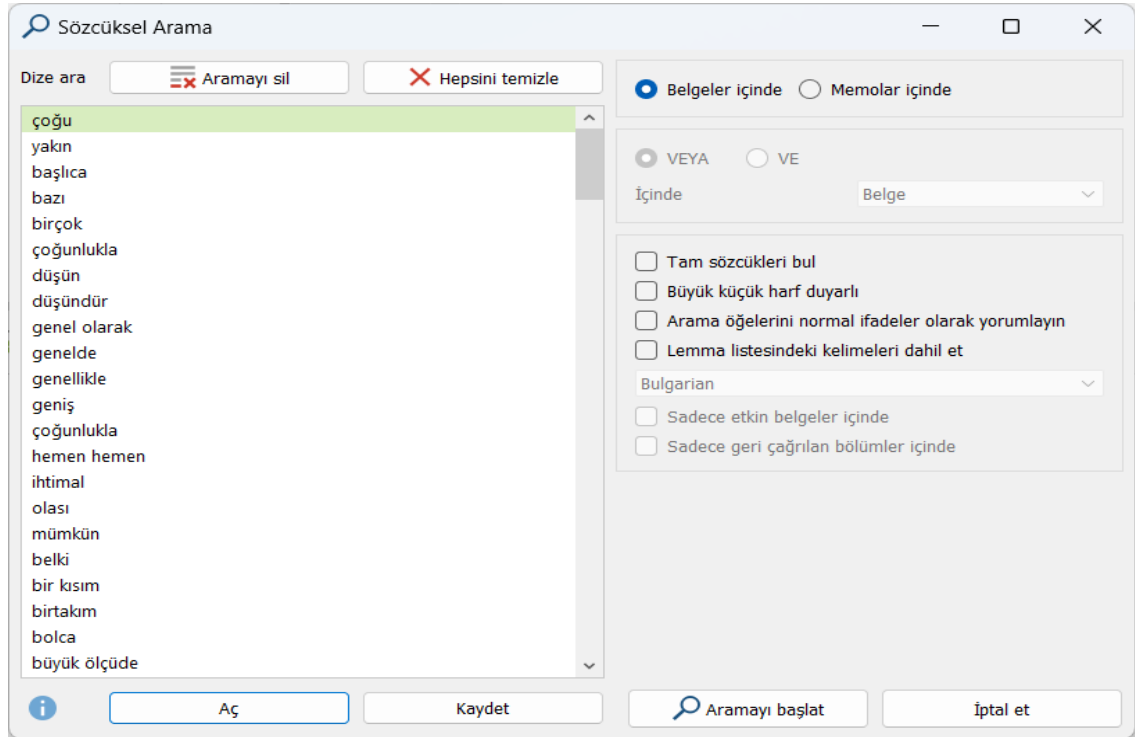 Sözcüksel Arama
Dize ara
Aramayı sil
Hepsini temizle
çoğu
yakın
başlıca
bazı
birçok
çoğunlukla
düşün
düşündür
genel olarak
genelde
genellikle
geniş
çoğunlukla
hemen hemen
ihtimal
olası
mümkün
belki
bir kısım
birtakım
bolca
büyük ölçüde
Aç
Kaydet
Belgeler içinde
Memolar içinde
VEYA
VE
İçinde
Belge
Tam sözcükleri bul
Büyük küçük harf duyarlı
Arama öğelerini normal ifadeler olarak yorumlayın
Lemma listesindeki kelimeleri dahil et
Bulgarian
Sadece etkin belgeler içinde
Sadece geri çağrılan bölümler içinde
Aramayı başlat
İptal et